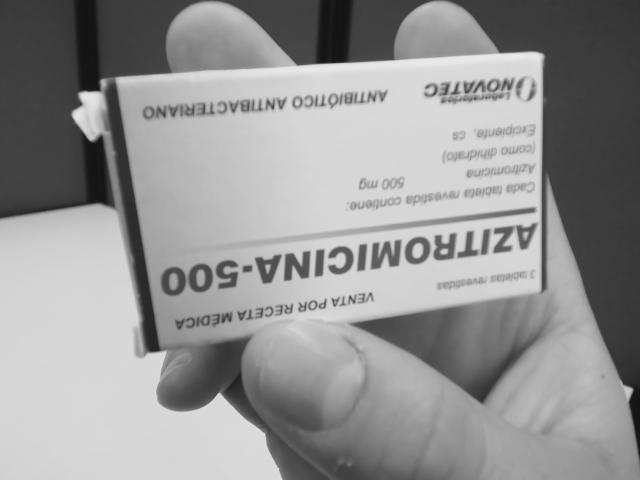 3 tabletas revestidas
VENTA POR RECETA MÉDICA
AZITROMICINA-500
Cada tableta revestida contiene:
Azitromicina 500 mg
(como dihidrato)
Excipiente, cs
Laboratorios
NOVATEC
ANTIBIÓTICO ANTIBACTERIANO